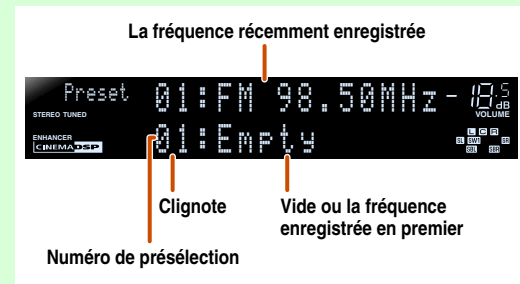 La fréquence récemment enregistrée
Preset 01:FM 98.50MHz -18.5 dB
STEREO TUNED VOLUME
ENHANCER 01:Empty L C R
CINEMA DSP SL SW1 SR
SBL SBR
Clignote Vide ou la fréquence
enregistrée en premier
Numéro de présélection